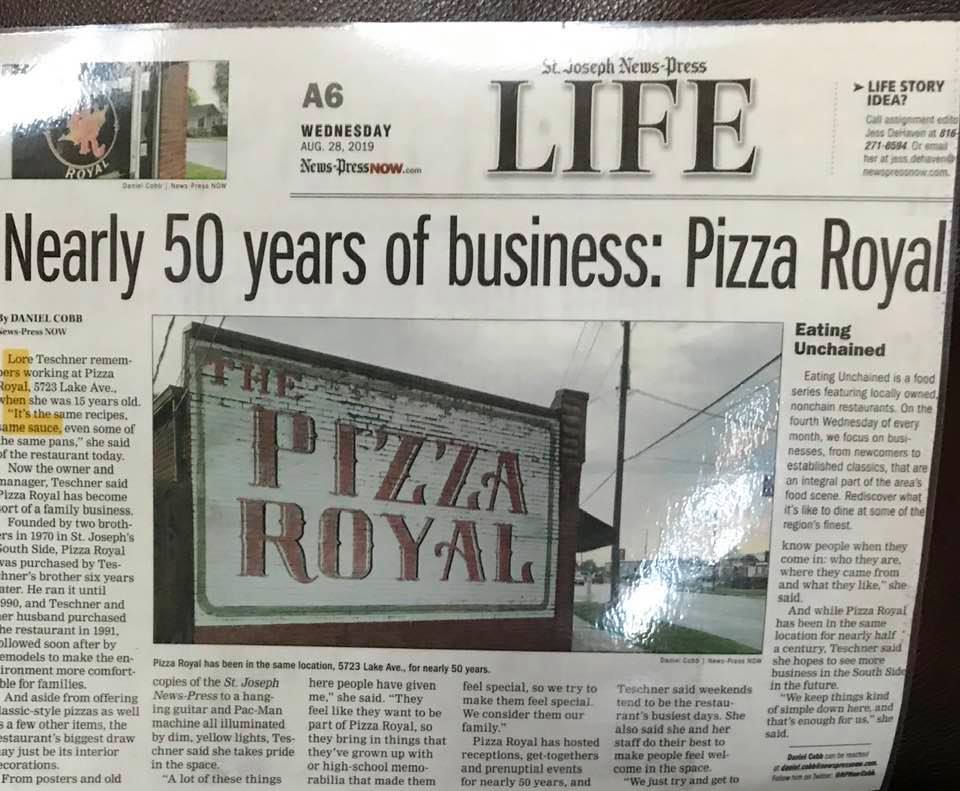 ROYAL
Daniel Cobb | News-Press NOW
A6
WEDNESDAY
AUG. 28, 2019
News-PressNOW.com
St. Joseph News-Press
LIFE
➤ LIFE STORY
IDEA?
Call assignment edito
Jess DeHaven at 816-
271-8594. Or email
her at jess.dehaven@
newspressnow.com.
Nearly 50 years of business: Pizza Royal
By DANIEL COBB
News-Press NOW
Lore Teschner remem-
bers working at Pizza
Royal, 5723 Lake Ave.,
when she was 15 years old.
"It's the same recipes,
same sauce, even some of
the same pans," she said
of the restaurant today.
Now the owner and
manager, Teschner said
Pizza Royal has become
sort of a family business.
Founded by two broth-
ers in 1970 in St. Joseph's
South Side, Pizza Royal
was purchased by Tes-
chner's brother six years
later. He ran it until
1990, and Teschner and
her husband purchased
the restaurant in 1991,
followed soon after by
remodels to make the en-
vironment more comfort-
able for families.
And aside from offering
classic-style pizzas as well
as a few other items, the
restaurant's biggest draw
may just be its interior
decorations.
From posters and old
THE
PIZZA
ROYAL
Daniel Cobb | News-Press NOW
Pizza Royal has been in the same location, 5723 Lake Ave., for nearly 50 years.
copies of the St. Joseph
News-Press to a hang-
ing guitar and Pac-Man
machine all illuminated
by dim, yellow lights, Tes-
chner said she takes pride
in the space.
"A lot of these things
here people have given
me," she said. "They
feel like they want to be
part of Pizza Royal, so
they bring in things that
they've grown up with
or high-school memo-
rabilia that made them
feel special, so we try to
make them feel special.
We consider them our
family."
Pizza Royal has hosted
receptions, get-togethers
and prenuptial events
for nearly 50 years, and
Teschner said weekends
tend to be the restau-
rant's busiest days. She
also said she and her
staff do their best to
make people feel wel-
come in the space.
"We just try and get to
Eating
Unchained
Eating Unchained is a food
series featuring locally owned,
nonchain restaurants. On the
fourth Wednesday of every
month, we focus on busi-
nesses, from newcomers to
established classics, that are
an integral part of the area's
food scene. Rediscover what
it's like to dine at some of the
region's finest.
know people when they
come in: who they are,
where they came from
and what they like," she
said.
And while Pizza Royal
has been in the same
location for nearly half
a century, Teschner said
she hopes to see more
business in the South Side
in the future.
"We keep things kind
of simple down here, and
that's enough for us," she
said.
Daniel Cobb can be reached
at daniel.cobb@newspressnow.com.
Follow him on Twitter: @NPNowCobb.